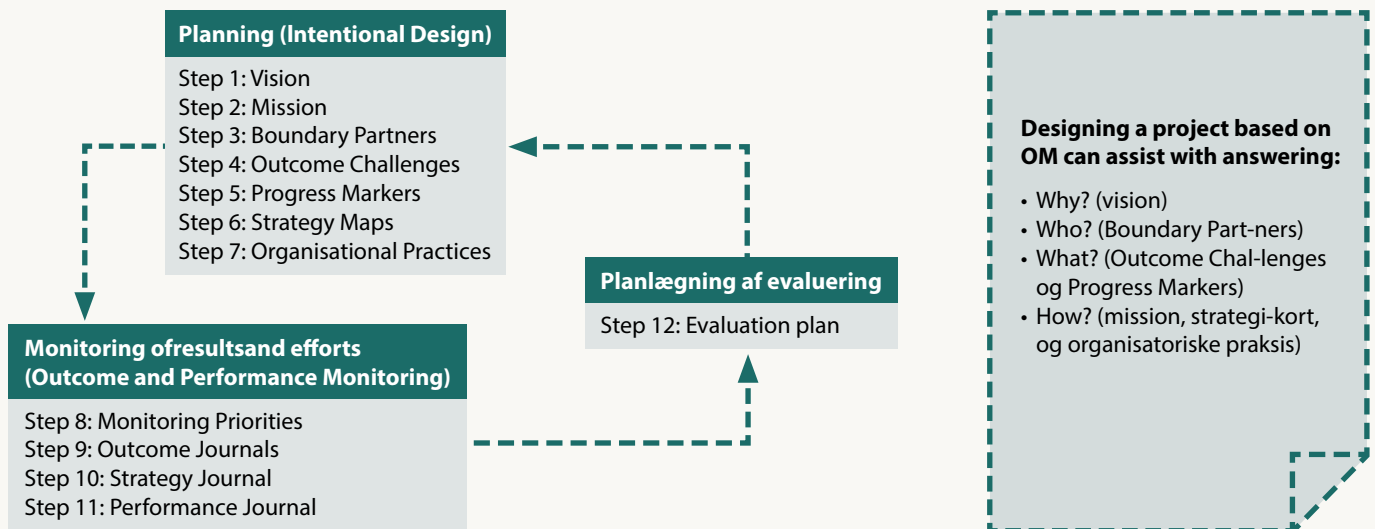 Planning (Intentional Design)
Step 1: Vision
Step 2: Mission
Step 3: Boundary Partners
Step 4: Outcome Challenges
Step 5: Progress Markers
Step 6: Strategy Maps
Step 7: Organisational Practices
Monitoring ofresultsand efforts
(Outcome and Performance Monitoring)
Step 8: Monitoring Priorities
Step 9: Outcome Journals
Step 10: Strategy Journal
Step 11: Performance Journal
Planlægning af evaluering
Step 12: Evaluation plan
Designing a project based on
OM can assist with answering:
• Why? (vision)
• Who? (Boundary Part-ners)
• What? (Outcome Chal-lenges
og Progress Markers)
• How? (mission, strategi-kort,
og organisatoriske praksis)